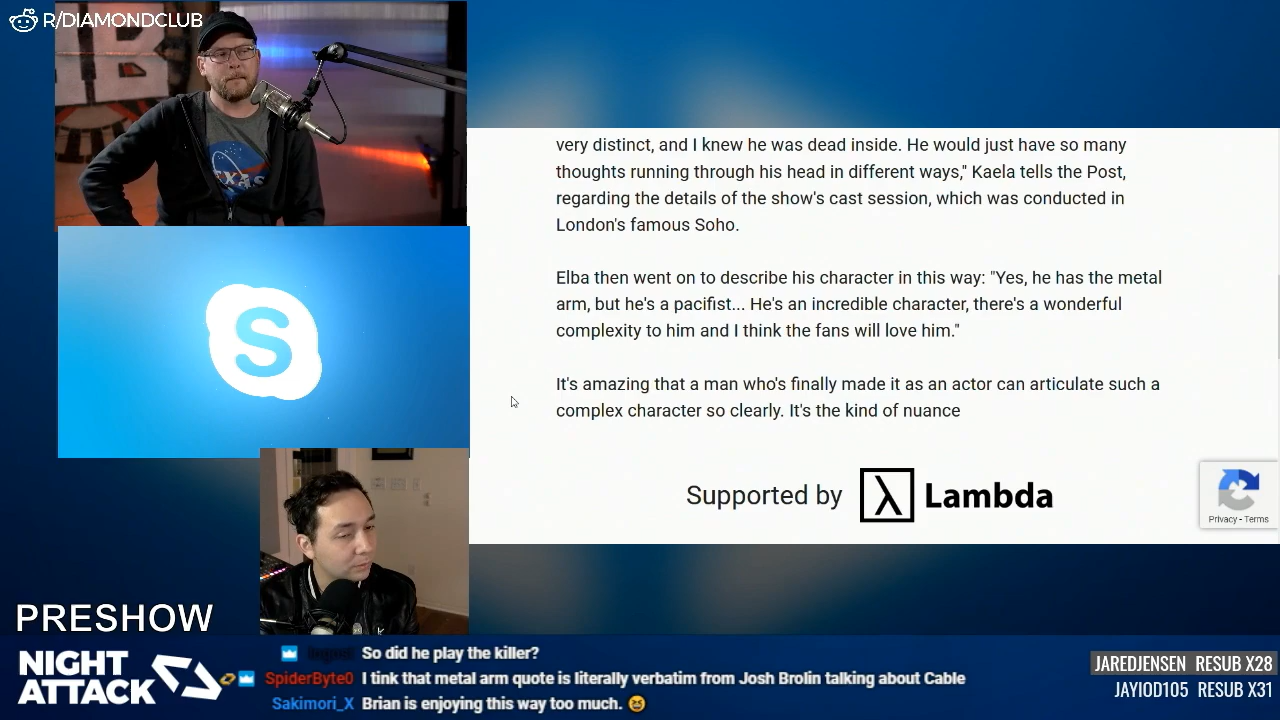 R/DIAMONDCLUB
very distinct, and I knew he was dead inside. He would just have so many
thoughts running through his head in different ways," Kaela tells the Post,
regarding the details of the show's cast session, which was conducted in
London's famous Soho.
Elba then went on to describe his character in this way: "Yes, he has the metal
arm, but he's a pacifist... He's an incredible character, there's a wonderful
complexity to him and I think the fans will love him."
It's amazing that a man who's finally made it as an actor can articulate such a
complex character so clearly. It's the kind of nuance
S
Supported by λ Lambda
Privacy - Terms
PRESHOW
NIGHT
ATTACK
So did he play the killer?
SpiderByte0 I tink that metal arm quote is literally verbatim from Josh Brolin talking about Cable
Sakimori_X Brian is enjoying this way too much.
JAREDJENSEN RESUB X28
JAYIOD105 RESUB X31